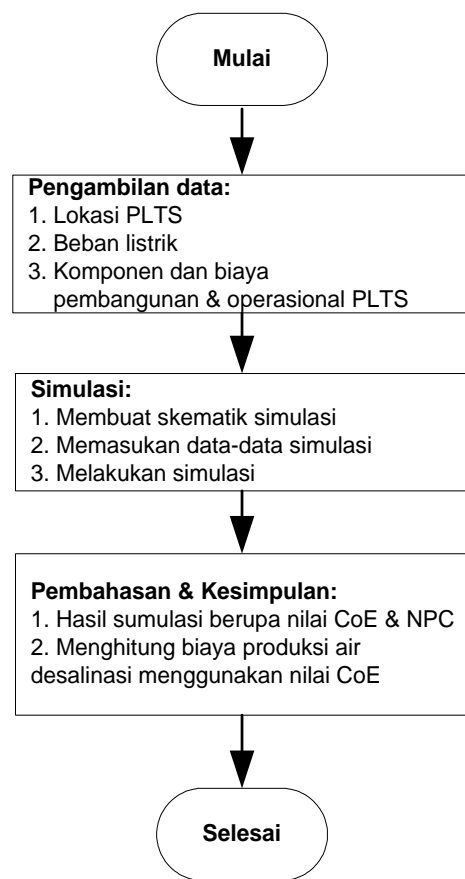 Mulai
Pengambilan data:
1. Lokasi PLTS
2. Beban listrik
3. Komponen dan biaya
pembangunan & operasional PLTS
Simulasi:
1. Membuat skematik simulasi
2. Memasukan data-data simulasi
3. Melakukan simulasi
Pembahasan & Kesimpulan:
1. Hasil sumulasi berupa nilai CoE & NPC
2. Menghitung biaya produksi air
desalinasi menggunakan nilai CoE
Selesai